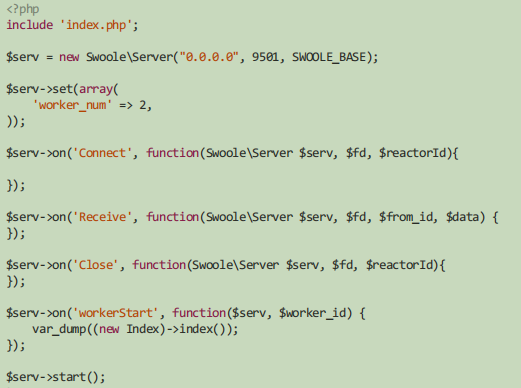 <?php
include 'index.php';
$serv = new Swoole\Server("0.0.0.0", 9501, SWOOLE_BASE);
$serv->set(array(
    'worker_num' => 2,
));
$serv->on('Connect', function(Swoole\Server $serv, $fd, $reactorId){
});
$serv->on('Receive', function(Swoole\Server $serv, $fd, $from_id, $data) {
});
$serv->on('Close', function(Swoole\Server $serv, $fd, $reactorId){
});
$serv->on('workerStart', function($serv, $worker_id) {
    var_dump((new Index)->index());
});
$serv->start();